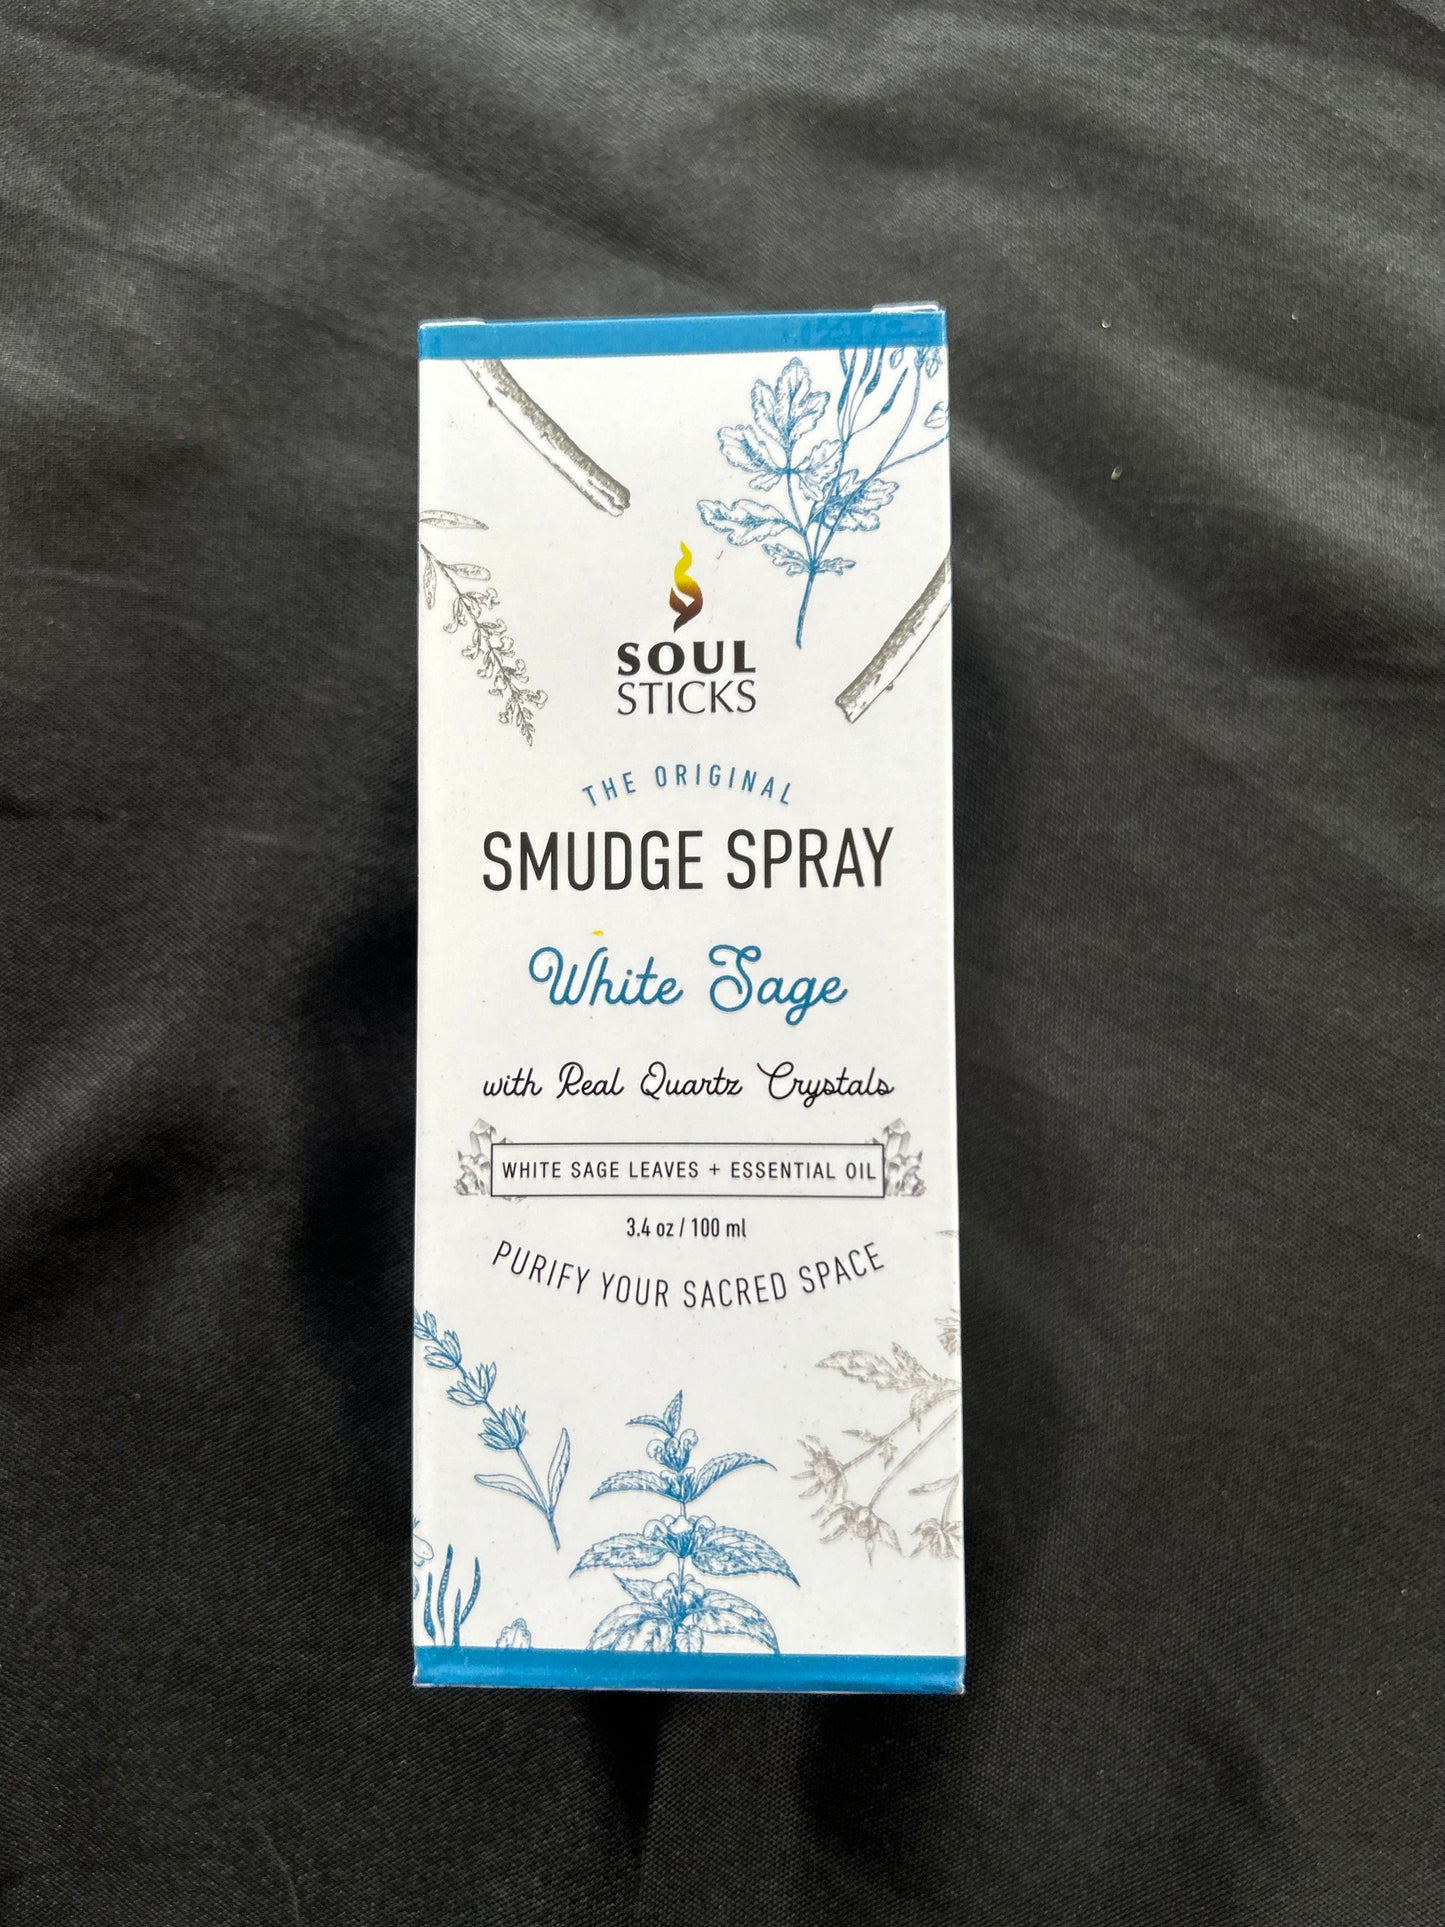 SOUL
STICKS
THE ORIGINAL
SMUDGE SPRAY
White Sage
with Real Quartz Crystals
WHITE SAGE LEAVES + ESSENTIAL OIL
3.4 oz / 100 ml
PURIFY YOUR SACRED SPACE